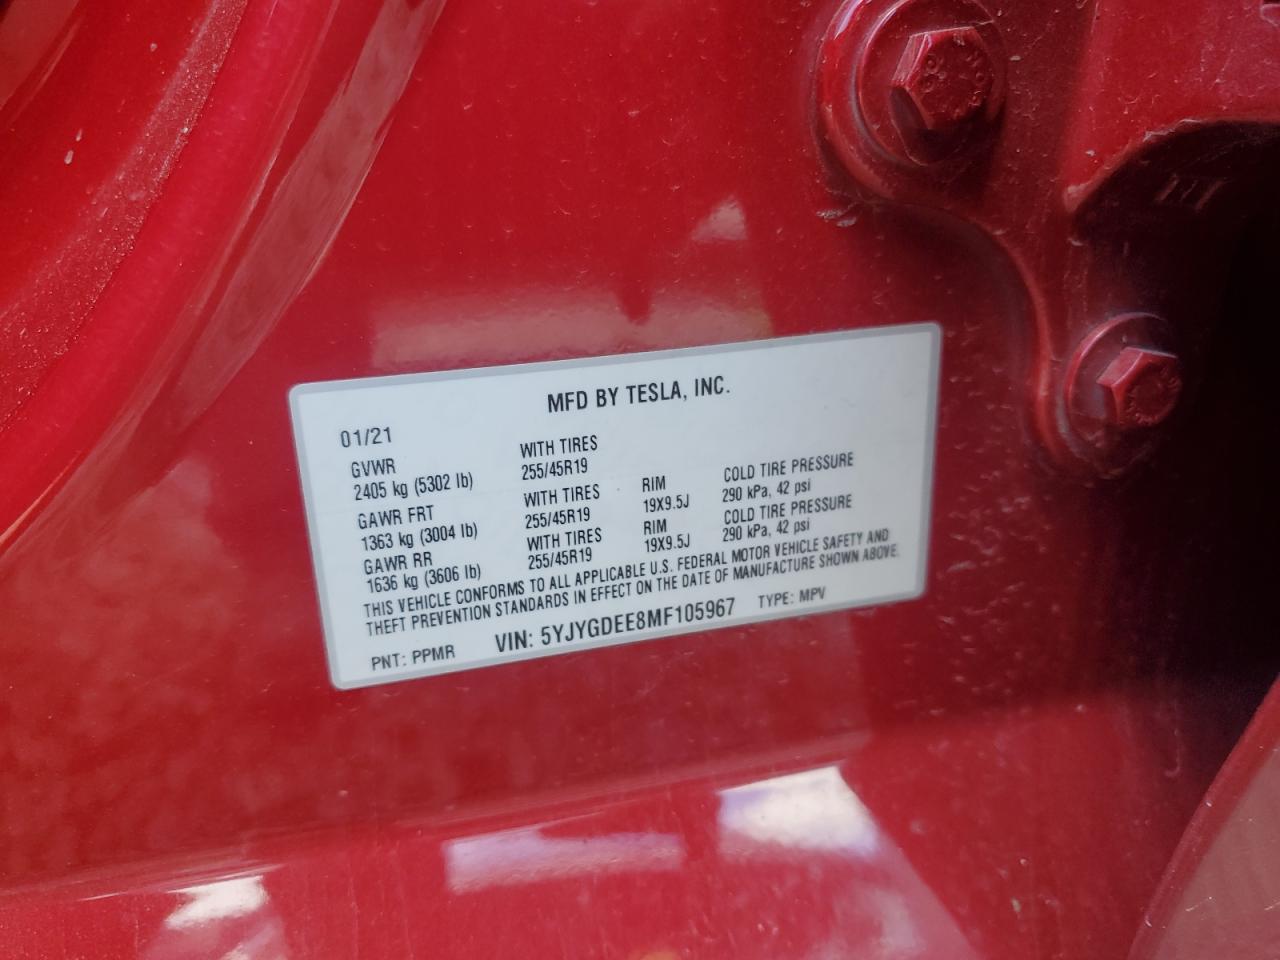 MFD BY TESLA, INC.
01/21
GVWR WITH TIRES
2405 kg (5302 lb) 255/45R19
GAWR FRT WITH TIRES RIM COLD TIRE PRESSURE
1363 kg (3004 lb) 255/45R19 19X9.5J 290 kPa, 42 psi
GAWR RR WITH TIRES RIM COLD TIRE PRESSURE
1636 kg (3606 lb) 255/45R19 19X9.5J 290 kPa, 42 psi
THIS VEHICLE CONFORMS TO ALL APPLICABLE U.S. FEDERAL MOTOR VEHICLE SAFETY AND
THEFT PREVENTION STANDARDS IN EFFECT ON THE DATE OF MANUFACTURE SHOWN ABOVE.
PNT: PPMR VIN: 5YJYGDEE8MF105967 TYPE: MPV